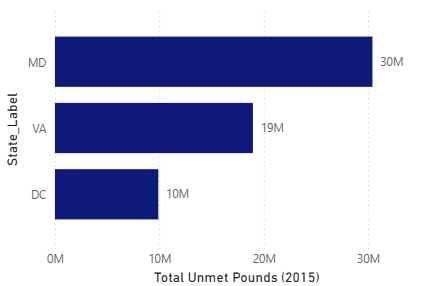 State_Label
MD
30M
VA
19M
DC
10M
0M
10M
20M
30M
Total Unmet Pounds (2015)